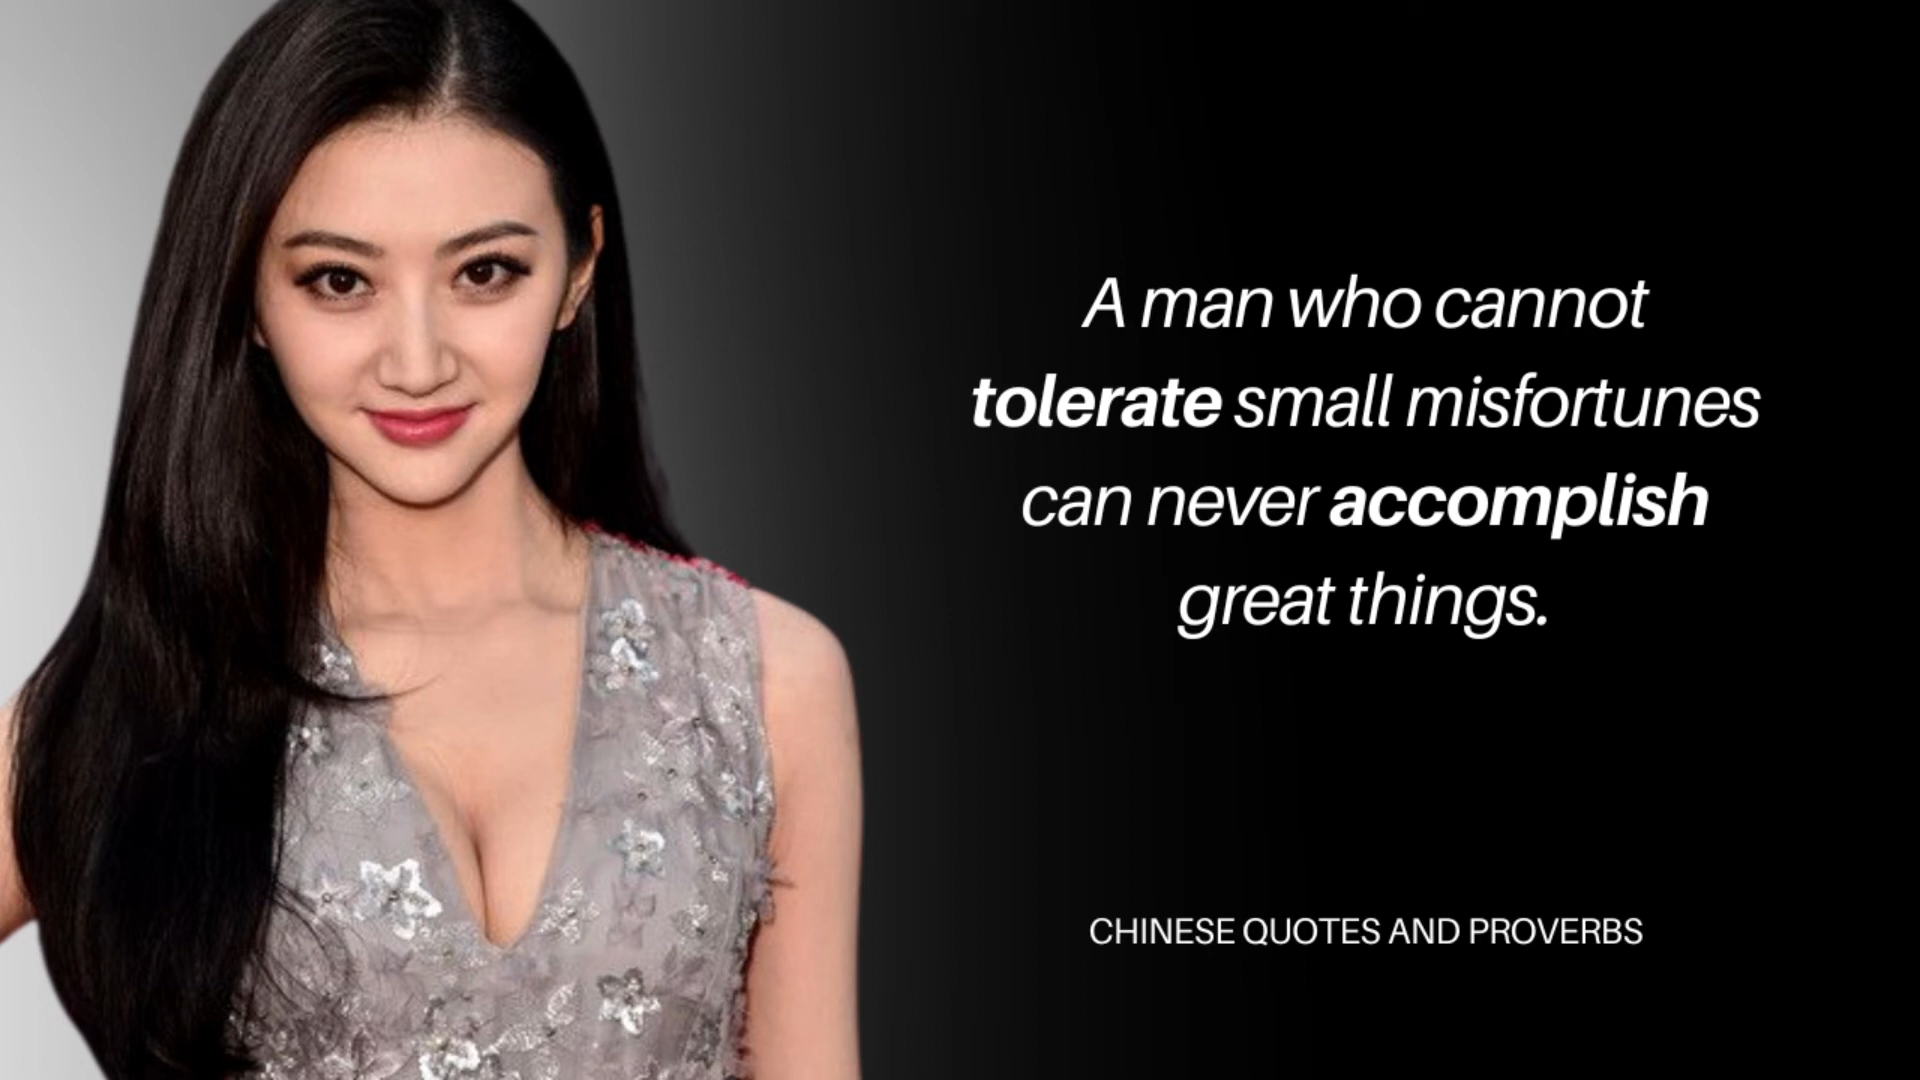 A man who cannot
tolerate small misfortunes
can never accomplish
great things.
CHINESE QUOTES AND PROVERBS